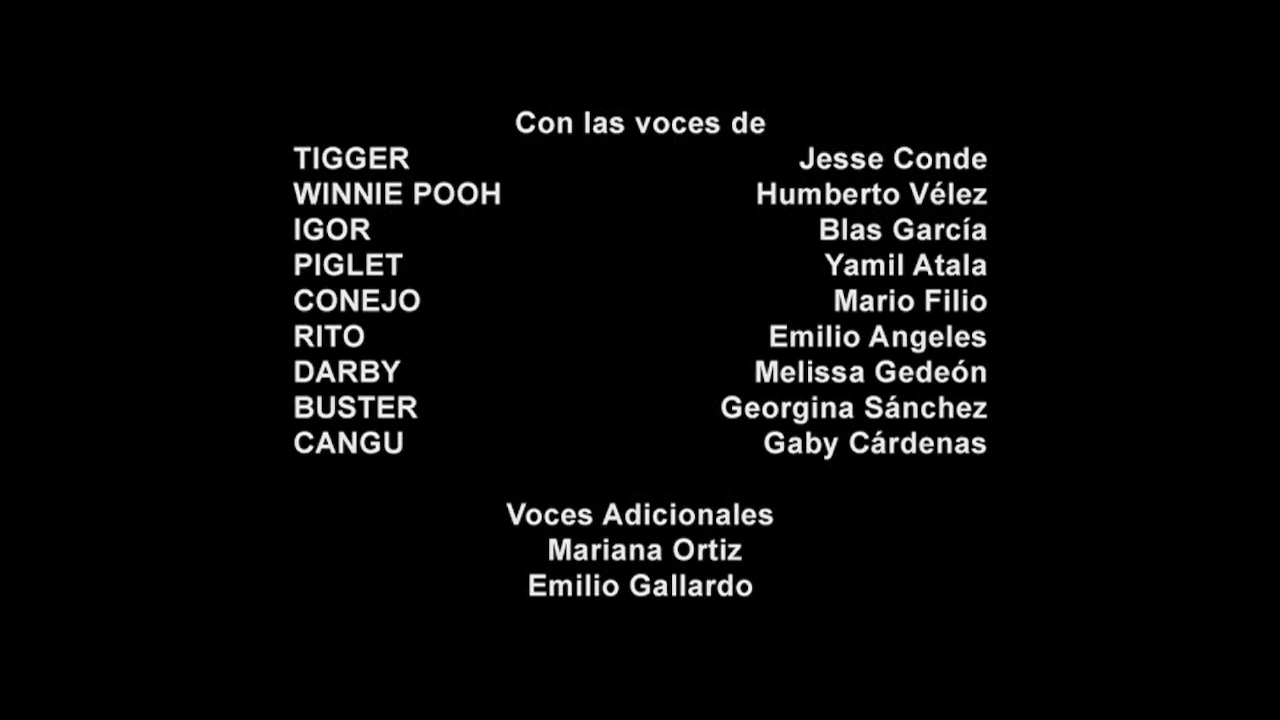 Con las voces de
TIGGER Jesse Conde
WINNIE POOH Humberto Vélez
IGOR Blas García
PIGLET Yamil Atala
CONEJO Mario Filio
RITO Emilio Angeles
DARBY Melissa Gedeón
BUSTER Georgina Sánchez
CANGU Gaby Cárdenas
Voces Adicionales
Mariana Ortiz
Emilio Gallardo